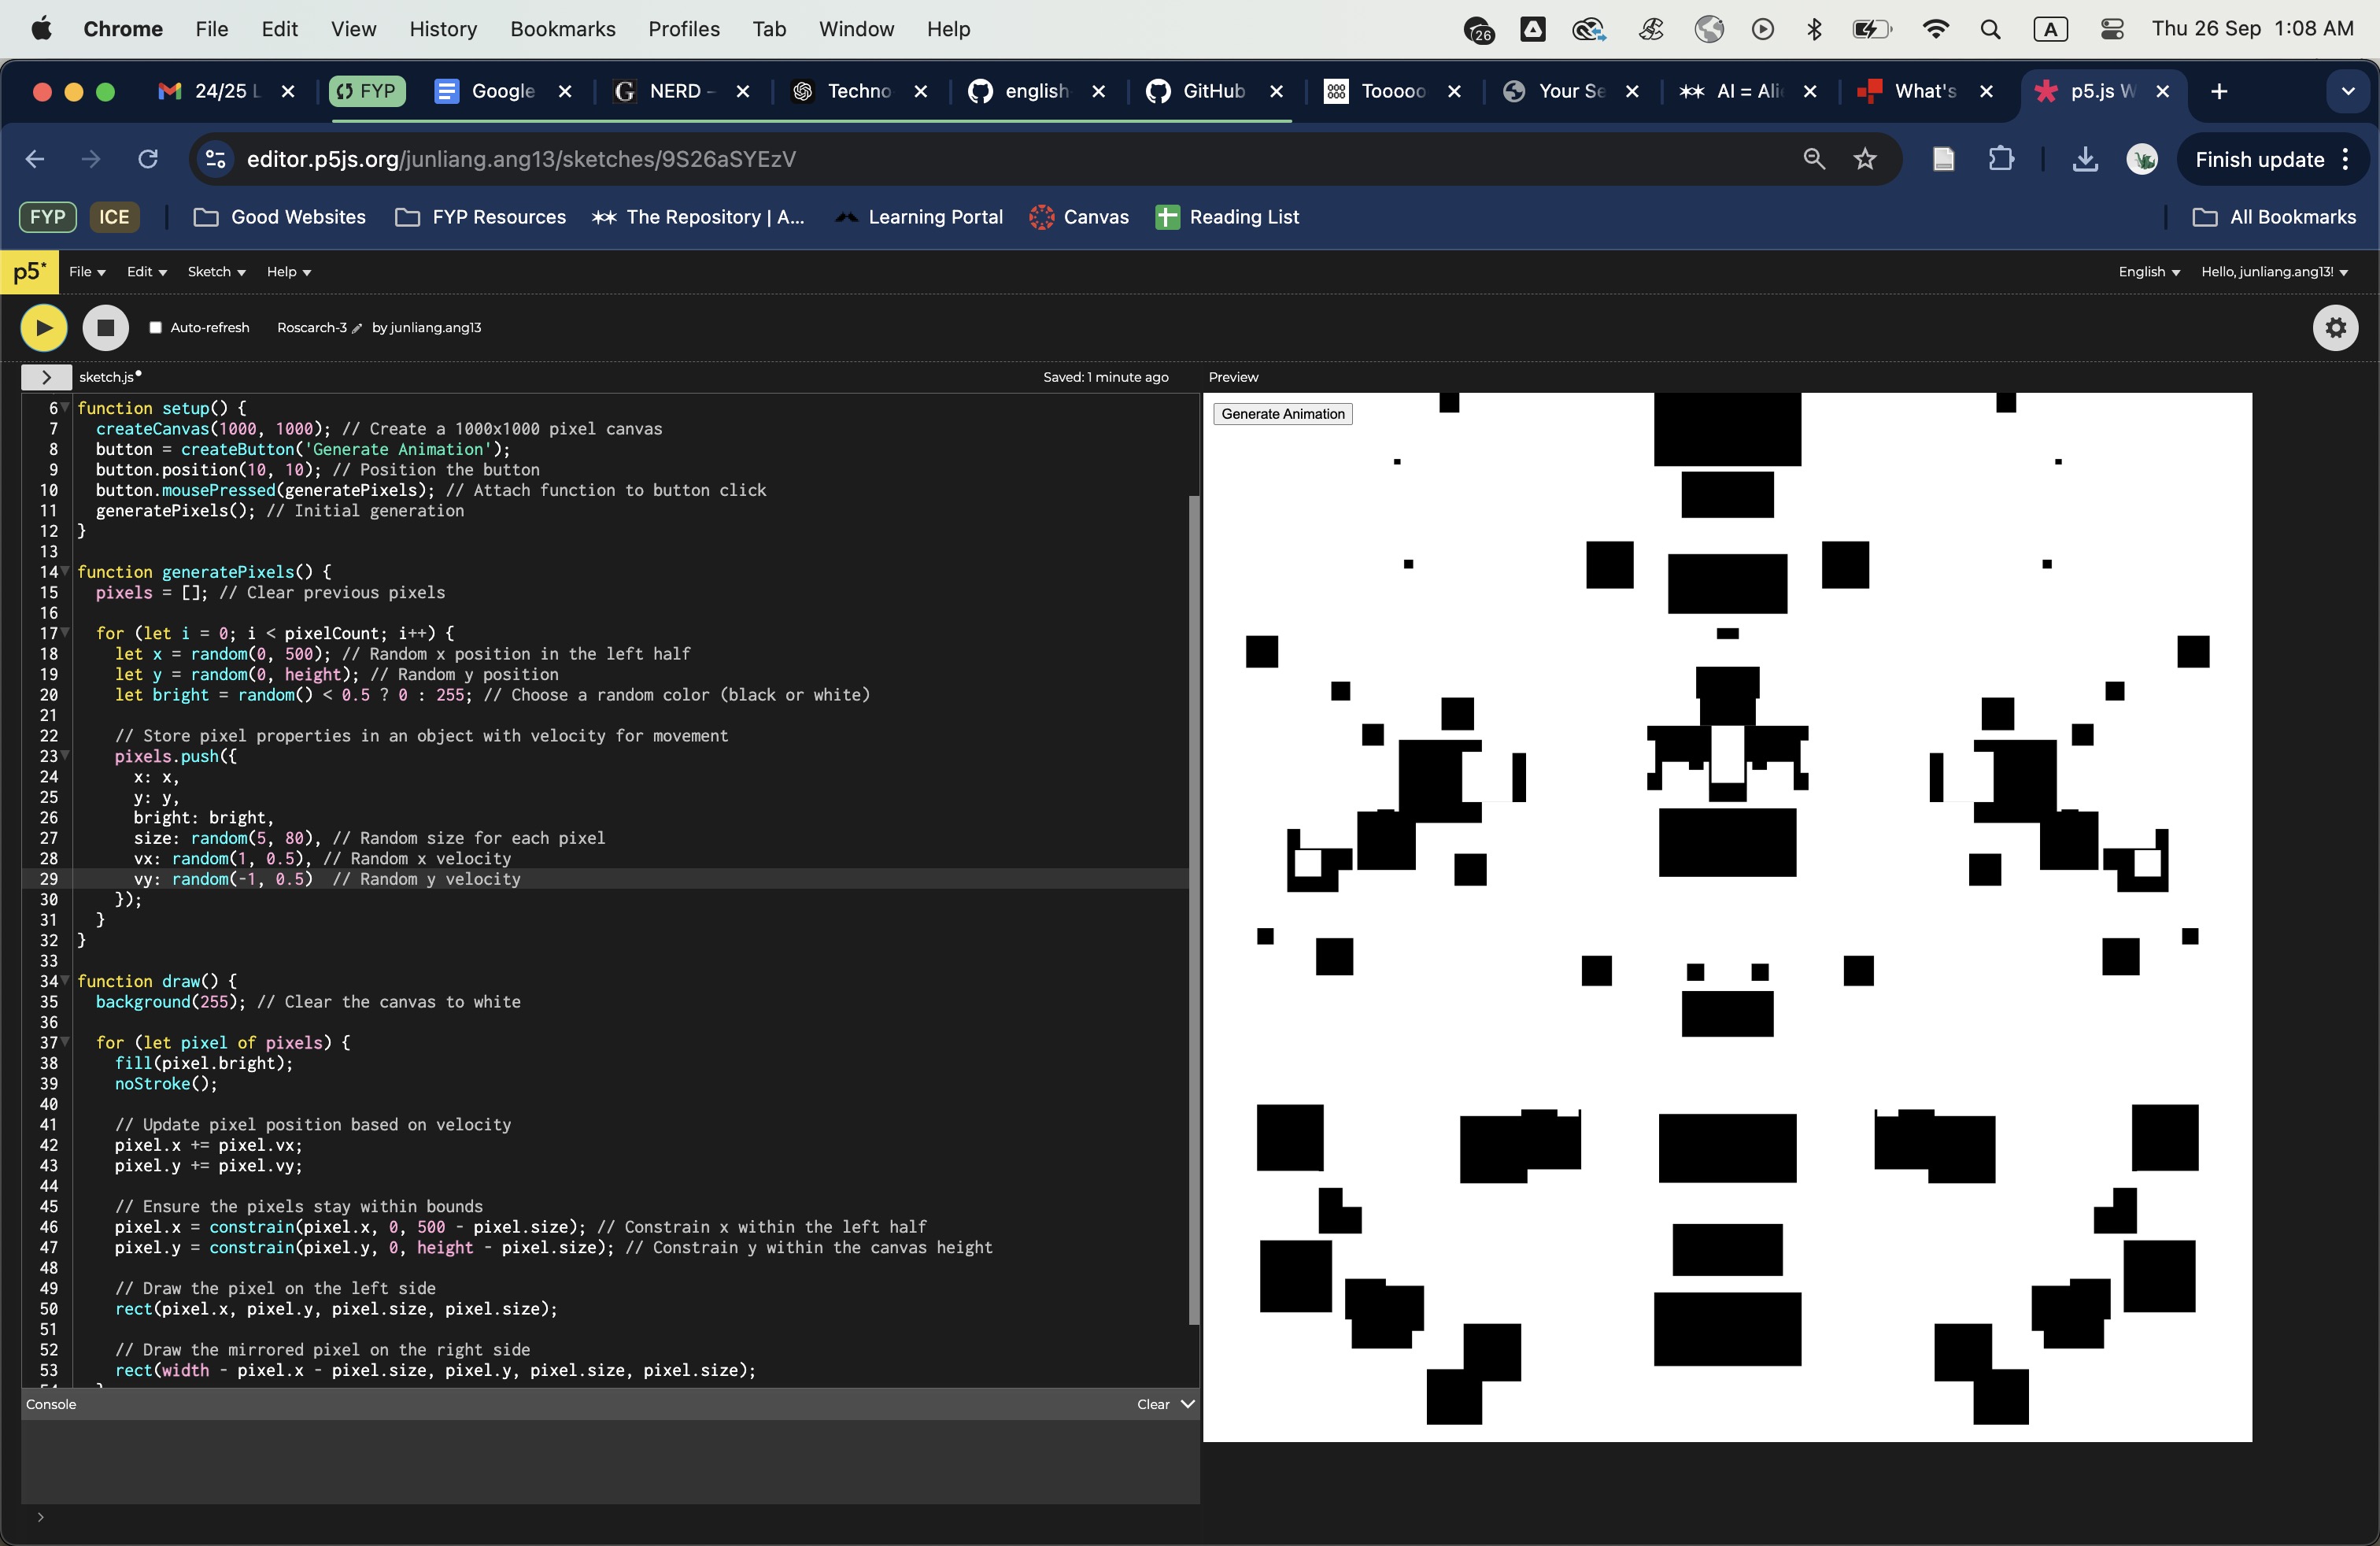 Chrome File Edit View History Bookmarks Profiles Tab Window Help 26 A Thu 26 Sep 1:08 AM
24/25 L FYP Google NERD – Techno english GitHub Tooooo Your Se AI = Ali What's p5.js W
editor.p5js.org/junliang.ang13/sketches/9S26aSYEzV Finish update
FYP ICE Good Websites FYP Resources The Repository | A... Learning Portal Canvas Reading List All Bookmarks
p5* File Edit Sketch Help English Hello, junliang.ang13!
Auto-refresh Roscarch-3 by junliang.ang13
sketch.js Saved: 1 minute ago Preview
Generate Animation
6 function setup() {
7 createCanvas(1000, 1000); // Create a 1000x1000 pixel canvas
8 button = createButton('Generate Animation');
9 button.position(10, 10); // Position the button
10 button.mousePressed(generatePixels); // Attach function to button click
11 generatePixels(); // Initial generation
12 }
13
14 function generatePixels() {
15 pixels = []; // Clear previous pixels
16
17 for (let i = 0; i < pixelCount; i++) {
18 let x = random(0, 500); // Random x position in the left half
19 let y = random(0, height); // Random y position
20 let bright = random() < 0.5 ? 0 : 255; // Choose a random color (black or white)
21
22 // Store pixel properties in an object with velocity for movement
23 pixels.push({
24 x: x,
25 y: y,
26 bright: bright,
27 size: random(5, 80), // Random size for each pixel
28 vx: random(1, 0.5), // Random x velocity
29 vy: random(-1, 0.5)  // Random y velocity
30 });
31 }
32 }
33
34 function draw() {
35 background(255); // Clear the canvas to white
36
37 for (let pixel of pixels) {
38 fill(pixel.bright);
39 noStroke();
40
41 // Update pixel position based on velocity
42 pixel.x += pixel.vx;
43 pixel.y += pixel.vy;
44
45 // Ensure the pixels stay within bounds
46 pixel.x = constrain(pixel.x, 0, 500 - pixel.size); // Constrain x within the left half
47 pixel.y = constrain(pixel.y, 0, height - pixel.size); // Constrain y within the canvas height
48
49 // Draw the pixel on the left side
50 rect(pixel.x, pixel.y, pixel.size, pixel.size);
51
52 // Draw the mirrored pixel on the right side
53 rect(width - pixel.x - pixel.size, pixel.y, pixel.size, pixel.size);
Console Clear